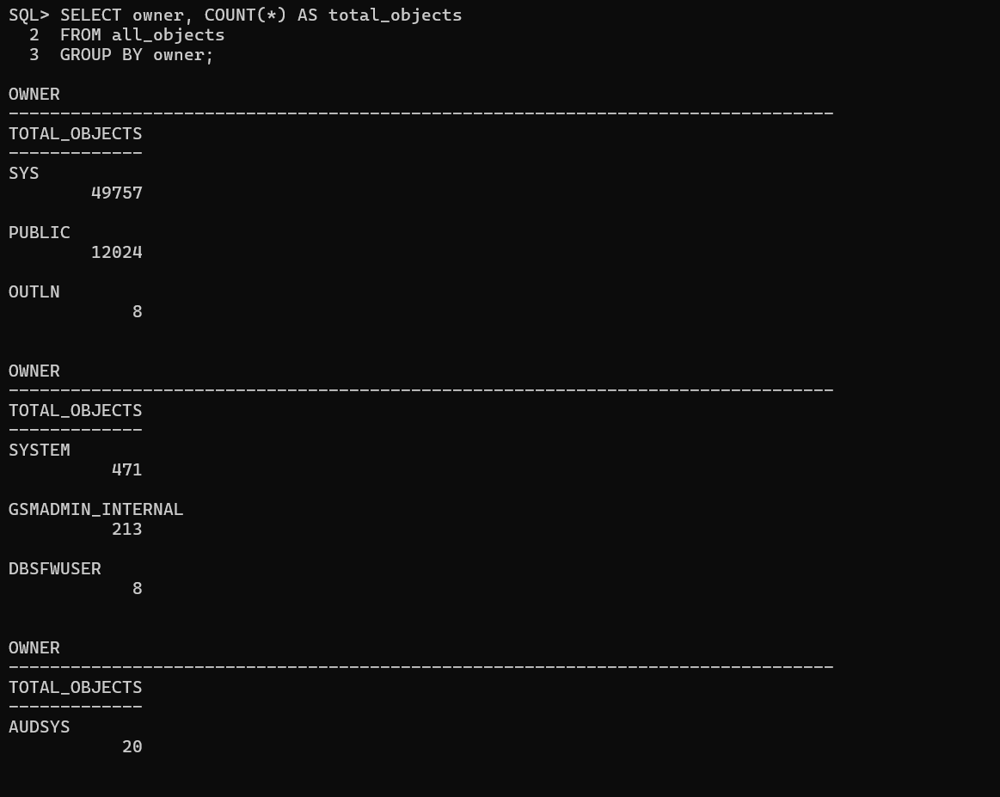 SQL> SELECT owner, COUNT(*) AS total_objects
  2  FROM all_objects
  3  GROUP BY owner;
OWNER
--------------------------------------------------------------------------------
TOTAL_OBJECTS
-------------
SYS
        49757
PUBLIC
        12024
OUTLN
            8
OWNER
--------------------------------------------------------------------------------
TOTAL_OBJECTS
-------------
SYSTEM
          471
GSMADMIN_INTERNAL
          213
DBSFWUSER
            8
OWNER
--------------------------------------------------------------------------------
TOTAL_OBJECTS
-------------
AUDSYS
           20